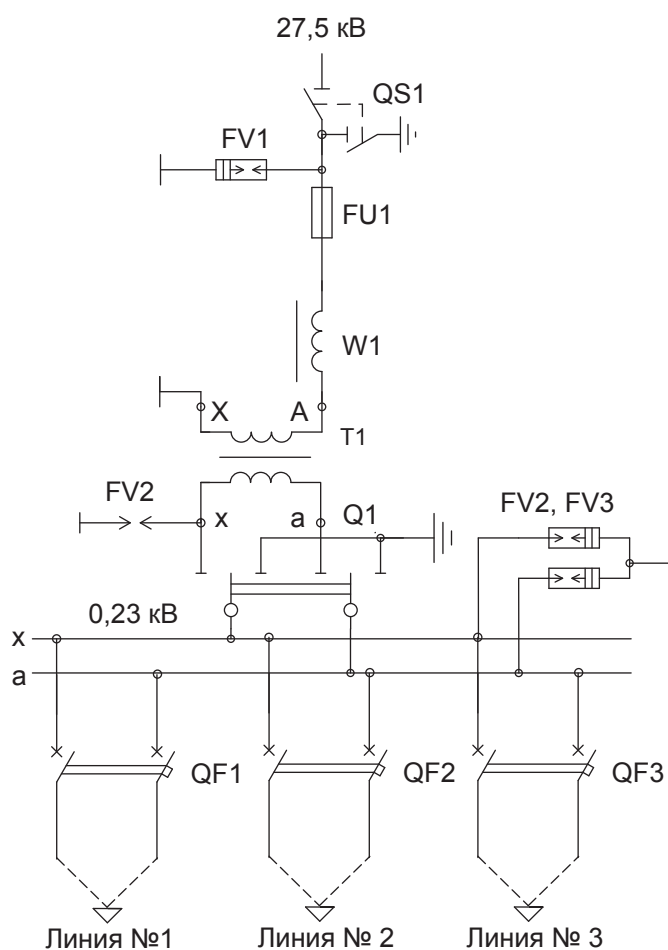 27,5 кВ
QS1
FV1
FU1
W1
X A
T1
FV2
x a Q1
FV2, FV3
0,23 кВ
x
a
QF1 QF2 QF3
Линия №1 Линия № 2 Линия № 3